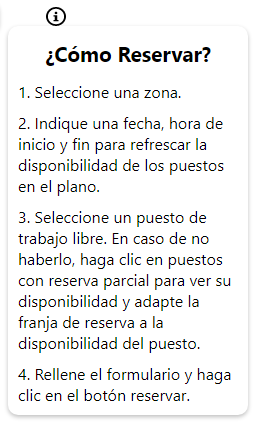 ¿Cómo Reservar?
1. Seleccione una zona.
2. Indique una fecha, hora de
inicio y fin para refrescar la
disponibilidad de los puestos
en el plano.
3. Seleccione un puesto de
trabajo libre. En caso de no
haberlo, haga clic en puestos
con reserva parcial para ver su
disponibilidad y adapte la
franja de reserva a la
disponibilidad del puesto.
4. Rellene el formulario y haga
clic en el botón reservar.